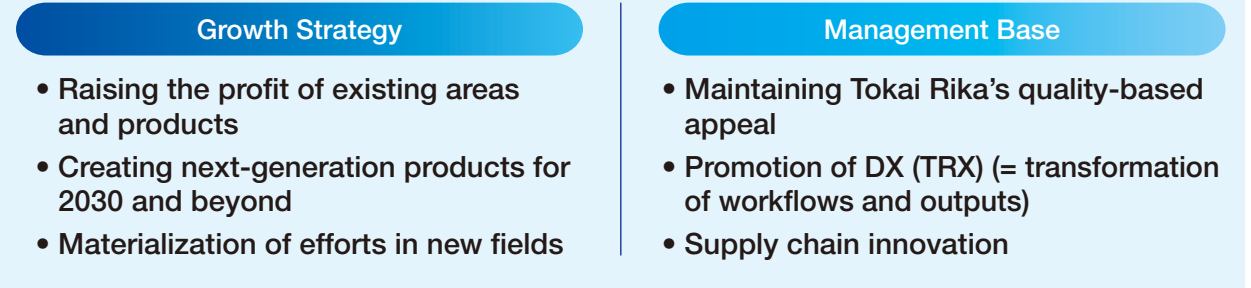 Growth Strategy
• Raising the profit of existing areas
and products
• Creating next-generation products for
2030 and beyond
• Materialization of efforts in new fields
Management Base
• Maintaining Tokai Rika's quality-based
appeal
• Promotion of DX (TRX) (= transformation
of workflows and outputs)
• Supply chain innovation